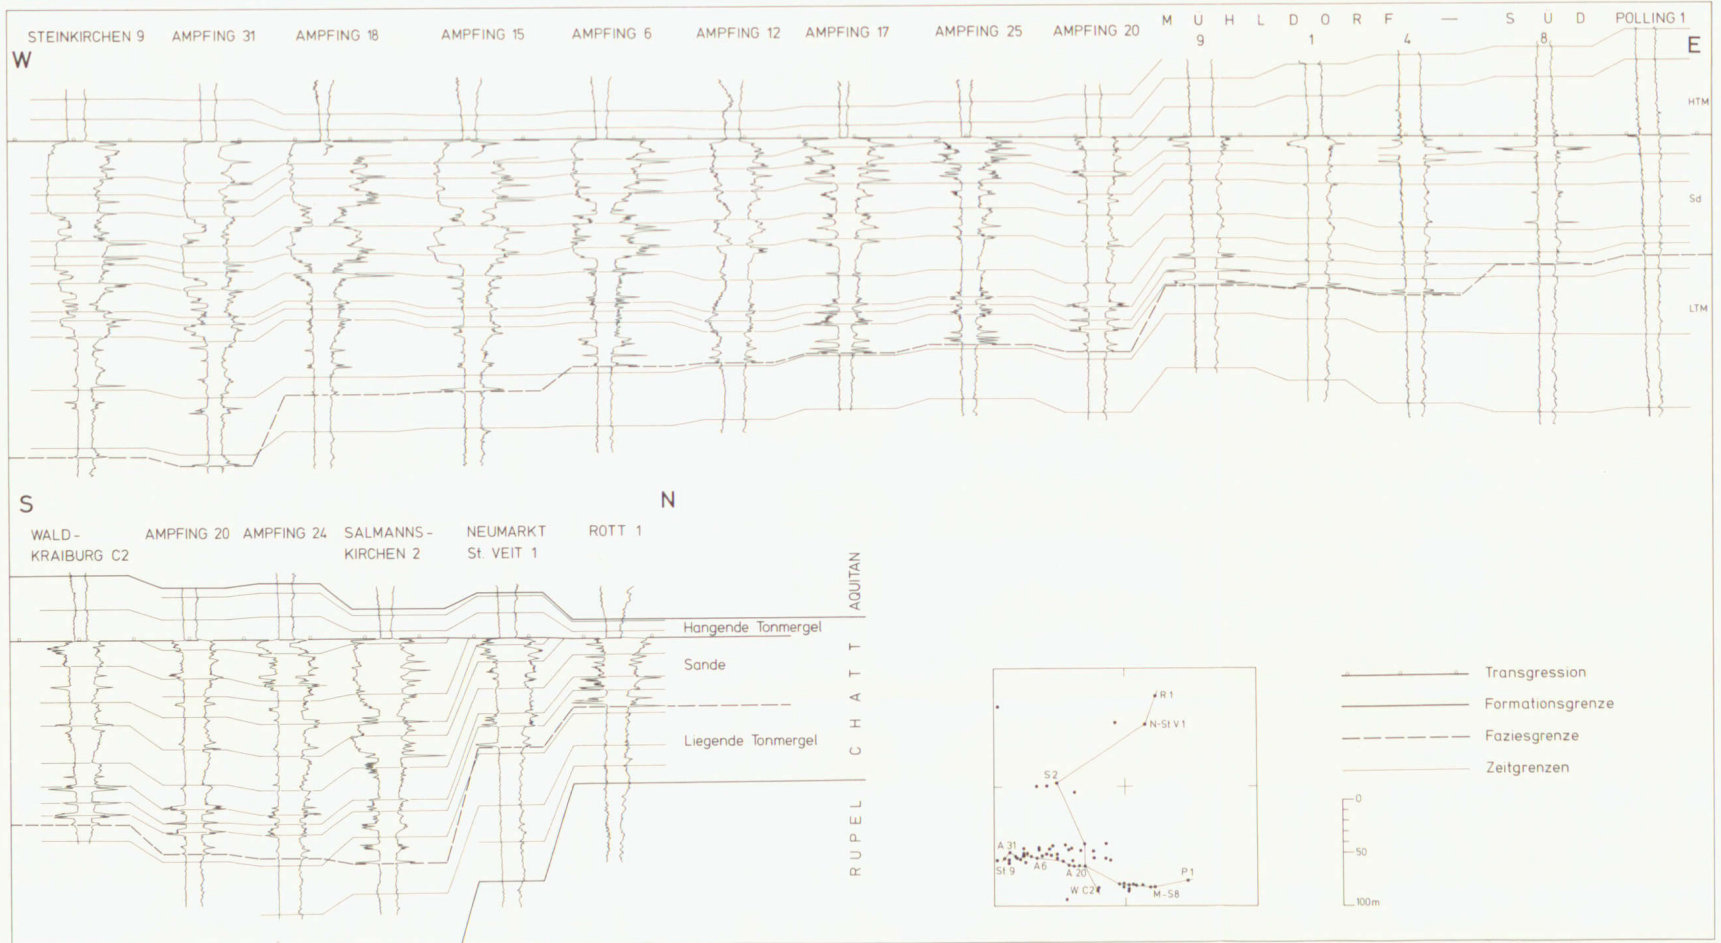 M Ü H L D O R F — S Ü D
STEINKIRCHEN 9 AMPFING 31 AMPFING 18 AMPFING 15 AMPFING 6 AMPFING 12 AMPFING 17 AMPFING 25 AMPFING 20 9 1 4 8 POLLING 1
W E
HTM
Sd
LTM
S N
WALD-
KRAIBURG C2
AMPFING 20
AMPFING 24
SALMANNS-
KIRCHEN 2
NEUMARKT
St. VEIT 1
ROTT 1
AQUITAN
CHATT
RUPEL
Hangende Tonmergel
Sande
Liegende Tonmergel
R1
N-St.V.1
S2
A31
St.9
A6
A20
W C2
M-S8
P1
Transgression
Formationsgrenze
Faziesgrenze
Zeitgrenzen
0
50
100m